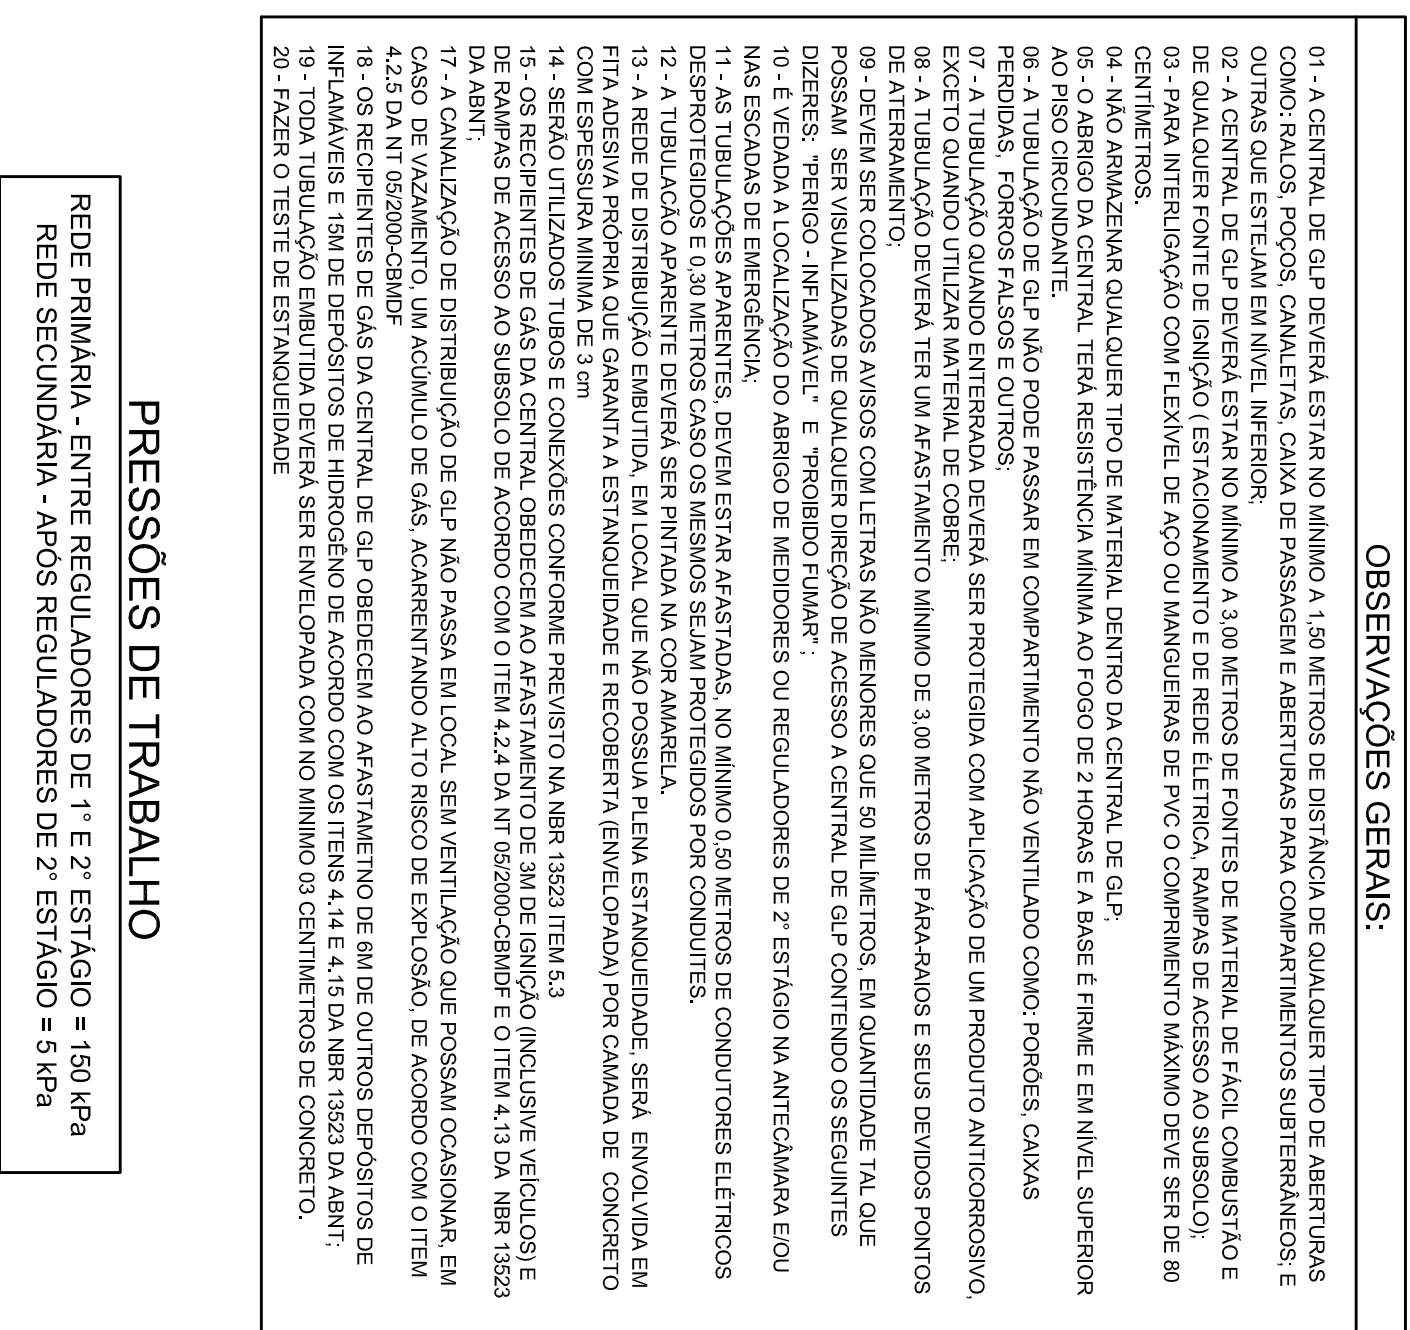 OBSERVAÇÕES GERAIS:
01 - A CENTRAL DE GLP DEVERÁ ESTAR NO MÍNIMO A 1,50 METROS DE DISTÂNCIA DE QUALQUER TIPO DE ABERTURAS
COMO: RALOS, POÇOS, CANALETAS, CAIXA DE PASSAGEM E ABERTURAS PARA COMPARTIMENTOS SUBTERRÂNEOS; E
OUTRAS QUE ESTEJAM EM NÍVEL INFERIOR;
02 - A CENTRAL DE GLP DEVERÁ ESTAR NO MÍNIMO A 3,00 METROS DE FONTES DE MATERIAL DE FÁCIL COMBUSTÃO E
DE QUALQUER FONTE DE IGNIÇÃO ( ESTACIONAMENTO E DE REDE ÉLETRICA, RAMPAS DE ACESSO AO SUBSOLO);
03 - PARA INTERLIGAÇÃO COM FLEXÍVEL DE AÇO OU MANGUEIRAS DE PVC O COMPRIMENTO MÁXIMO DEVE SER DE 80
CENTÍMETROS.
04 - NÃO ARMAZENAR QUALQUER TIPO DE MATERIAL DENTRO DA CENTRAL DE GLP;
05 - O ABRIGO DA CENTRAL TERÁ RESISTÊNCIA MÍNIMA AO FOGO DE 2 HORAS E A BASE É FIRME E EM NÍVEL SUPERIOR
AO PISO CIRCUNDANTE.
06 - A TUBULAÇÃO DE GLP NÃO PODE PASSAR EM COMPARTIMENTO NÃO VENTILADO COMO: PORÕES, CAIXAS
PERDIDAS, FORROS FALSOS E OUTROS;
07 - A TUBULAÇÃO QUANDO ENTERRADA DEVERÁ SER PROTEGIDA COM APLICAÇÃO DE UM PRODUTO ANTICORROSIVO,
EXCETO QUANDO UTILIZAR MATERIAL DE COBRE;
08 - A TUBULAÇÃO DEVERÁ TER UM AFASTAMENTO MÍNIMO DE 3,00 METROS DE PÁRA-RAIOS E SEUS DEVIDOS PONTOS
DE ATERRAMENTO;
09 - DEVEM SER COLOCADOS AVISOS COM LETRAS NÃO MENORES QUE 50 MILÍMETROS, EM QUANTIDADE TAL QUE
POSSAM SER VISUALIZADAS DE QUALQUER DIREÇÃO DE ACESSO A CENTRAL DE GLP CONTENDO OS SEGUINTES
DIZERES: "PERIGO - INFLAMÁVEL" E "PROIBIDO FUMAR" ;
10 - É VEDADA A LOCALIZAÇÃO DO ABRIGO DE MEDIDORES OU REGULADORES DE 2° ESTÁGIO NA ANTECÂMARA E/OU
NAS ESCADAS DE EMERGÊNCIA;
11 - AS TUBULAÇÕES APARENTES, DEVEM ESTAR AFASTADAS, NO MÍNIMO 0,50 METROS DE CONDUTORES ELÉTRICOS
DESPROTEGIDOS E 0,30 METROS CASO OS MESMOS SEJAM PROTEGIDOS POR CONDUITES.
12 - A TUBULACÃO APARENTE DEVERÁ SER PINTADA NA COR AMARELA.
13 - A REDE DE DISTRIBUIÇÃO EMBUTIDA, EM LOCAL QUE NÃO POSSUA PLENA ESTANQUEIDADE, SERÁ ENVOLVIDA EM
FITA ADESIVA PRÓPRIA QUE GARANTA A ESTANQUEIDADE E RECOBERTA (ENVELOPADA) POR CAMADA DE CONCRETO
COM ESPESSURA MINIMA DE 3 cm
14 - SERÃO UTILIZADOS TUBOS E CONEXÕES CONFORME PREVISTO NA NBR 13523 ITEM 5.3
15 - OS RECIPIENTES DE GÁS DA CENTRAL OBEDECEM AO AFASTAMENTO DE 3M DE IGNIÇÃO (INCLUSIVE VEÍCULOS) E
DE RAMPAS DE ACESSO AO SUBSOLO DE ACORDO COM O ITEM 4.2.4 DA NT 05/2000-CBMDF E O ITEM 4.13 DA NBR 13523
DA ABNT;
17 - A CANALIZAÇÃO DE DISTRIBUIÇÃO DE GLP NÃO PASSA EM LOCAL SEM VENTILAÇÃO QUE POSSAM OCASIONAR, EM
CASO DE VAZAMENTO, UM ACÚMULO DE GÁS, ACARRENTANDO ALTO RISCO DE EXPLOSÃO, DE ACORDO COM O ITEM
4.2.5 DA NT 05/2000-CBMDF
18 - OS RECIPIENTES DE GÁS DA CENTRAL DE GLP OBEDECEM AO AFASTAMETNO DE 6M DE OUTROS DEPÓSITOS DE
INFLAMÁVEIS E 15M DE DEPÓSITOS DE HIDROGÊNIO DE ACORDO COM OS ITENS 4.14 E 4.15 DA NBR 13523 DA ABNT;
19 - TODA TUBULAÇÃO EMBUTIDA DEVERÁ SER ENVELOPADA COM NO MINIMO 03 CENTIMETROS DE CONCRETO.
20 - FAZER O TESTE DE ESTANQUEIDADE
PRESSÕES DE TRABALHO
REDE PRIMÁRIA - ENTRE REGULADORES DE 1° E 2° ESTÁGIO = 150 kPa
REDE SECUNDÁRIA - APÓS REGULADORES DE 2° ESTÁGIO = 5 kPa